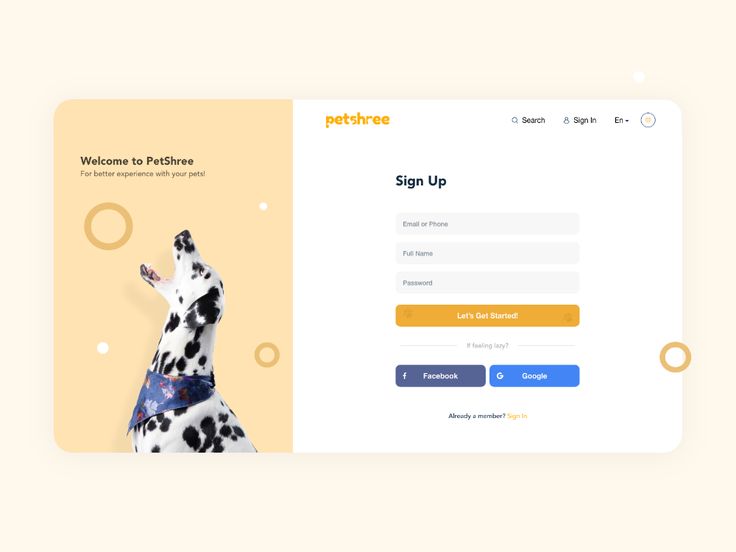 petshree
Search
Sign In
En
Welcome to PetShree
For better experience with your pets!
Sign Up
Email or Phone
Full Name
Password
Let's Get Started!
If feeling lazy?
f Facebook
G Google
Already a member? Sign In